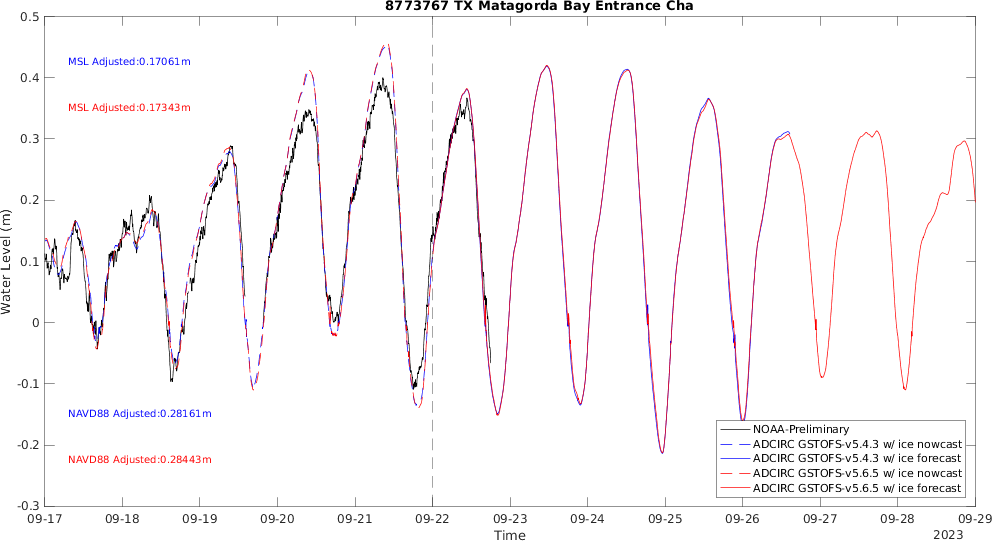 8773767 TX Matagorda Bay Entrance Cha
Water Level (m)
0.5
0.4
0.3
0.2
0.1
0
-0.1
-0.2
-0.3
MSL Adjusted:0.17061m
MSL Adjusted:0.17343m
NAVD88 Adjusted:0.28161m
NAVD88 Adjusted:0.28443m
NOAA-Preliminary
ADCIRC GSTOFS-v5.4.3 w/ ice nowcast
ADCIRC GSTOFS-v5.4.3 w/ ice forecast
ADCIRC GSTOFS-v5.6.5 w/ ice nowcast
ADCIRC GSTOFS-v5.6.5 w/ ice forecast
09-17 09-18 09-19 09-20 09-21 09-22 09-23 09-24 09-25 09-26 09-27 09-28 09-29
Time
2023